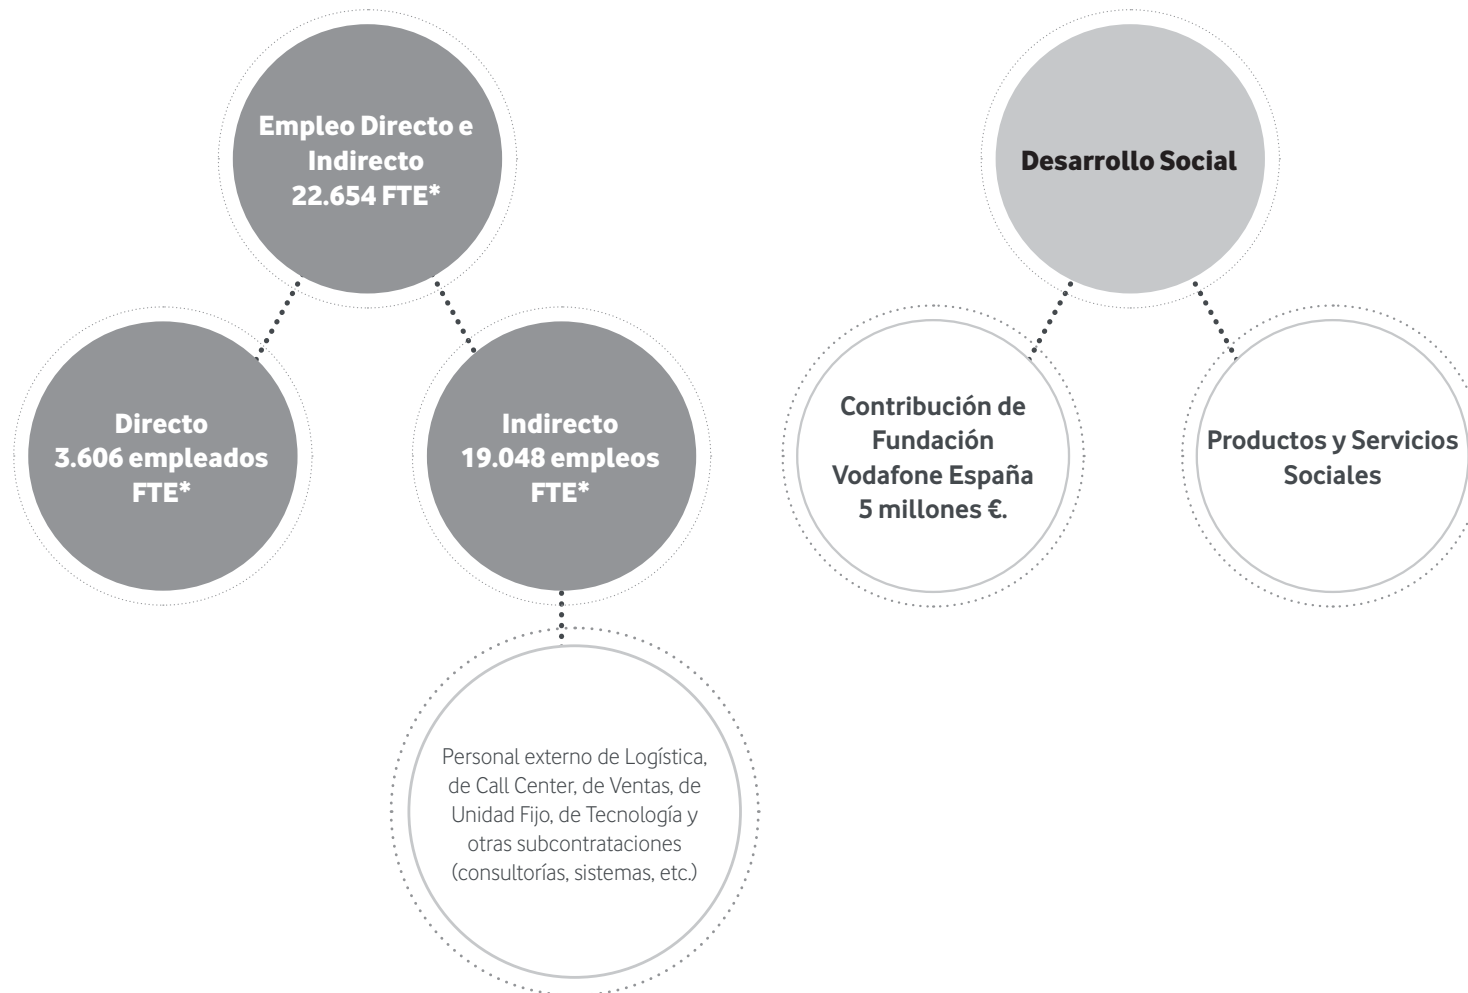 Empleo Directo e
Indirecto
22.654 FTE*
Directo
3.606 empleados
FTE*
Indirecto
19.048 empleos
FTE*
Personal externo de Logística,
de Call Center, de Ventas, de
Unidad Fijo, de Tecnología y
otras subcontrataciones
(consultorías, sistemas, etc.)
Desarrollo Social
Contribución de
Fundación
Vodafone España
5 millones €.
Productos y Servicios
Sociales